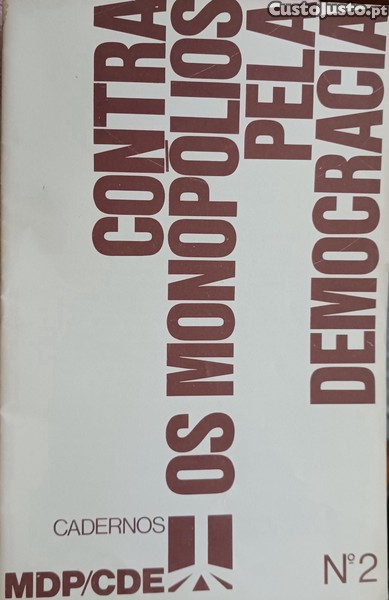 CustoJusto.pt
CONTRA
OS MONOPÓLIOS
PELA
DEMOCRACIA
CADERNOS
MDP/CDE
Nº2